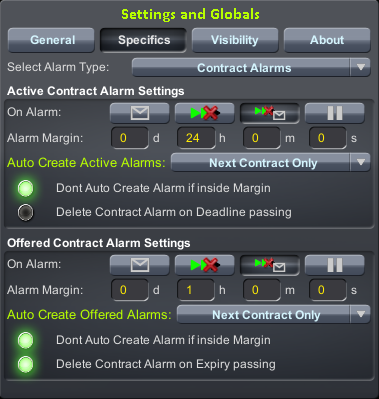 Settings and Globals
General Specifics Visibility About
Select Alarm Type: Contract Alarms
Active Contract Alarm Settings
On Alarm:
Alarm Margin: 0 d 24 h 0 m 0 s
Auto Create Active Alarms: Next Contract Only
Dont Auto Create Alarm if inside Margin
Delete Contract Alarm on Deadline passing
Offered Contract Alarm Settings
On Alarm:
Alarm Margin: 0 d 1 h 0 m 0 s
Auto Create Offered Alarms: Next Contract Only
Dont Auto Create Alarm if inside Margin
Delete Contract Alarm on Expiry passing